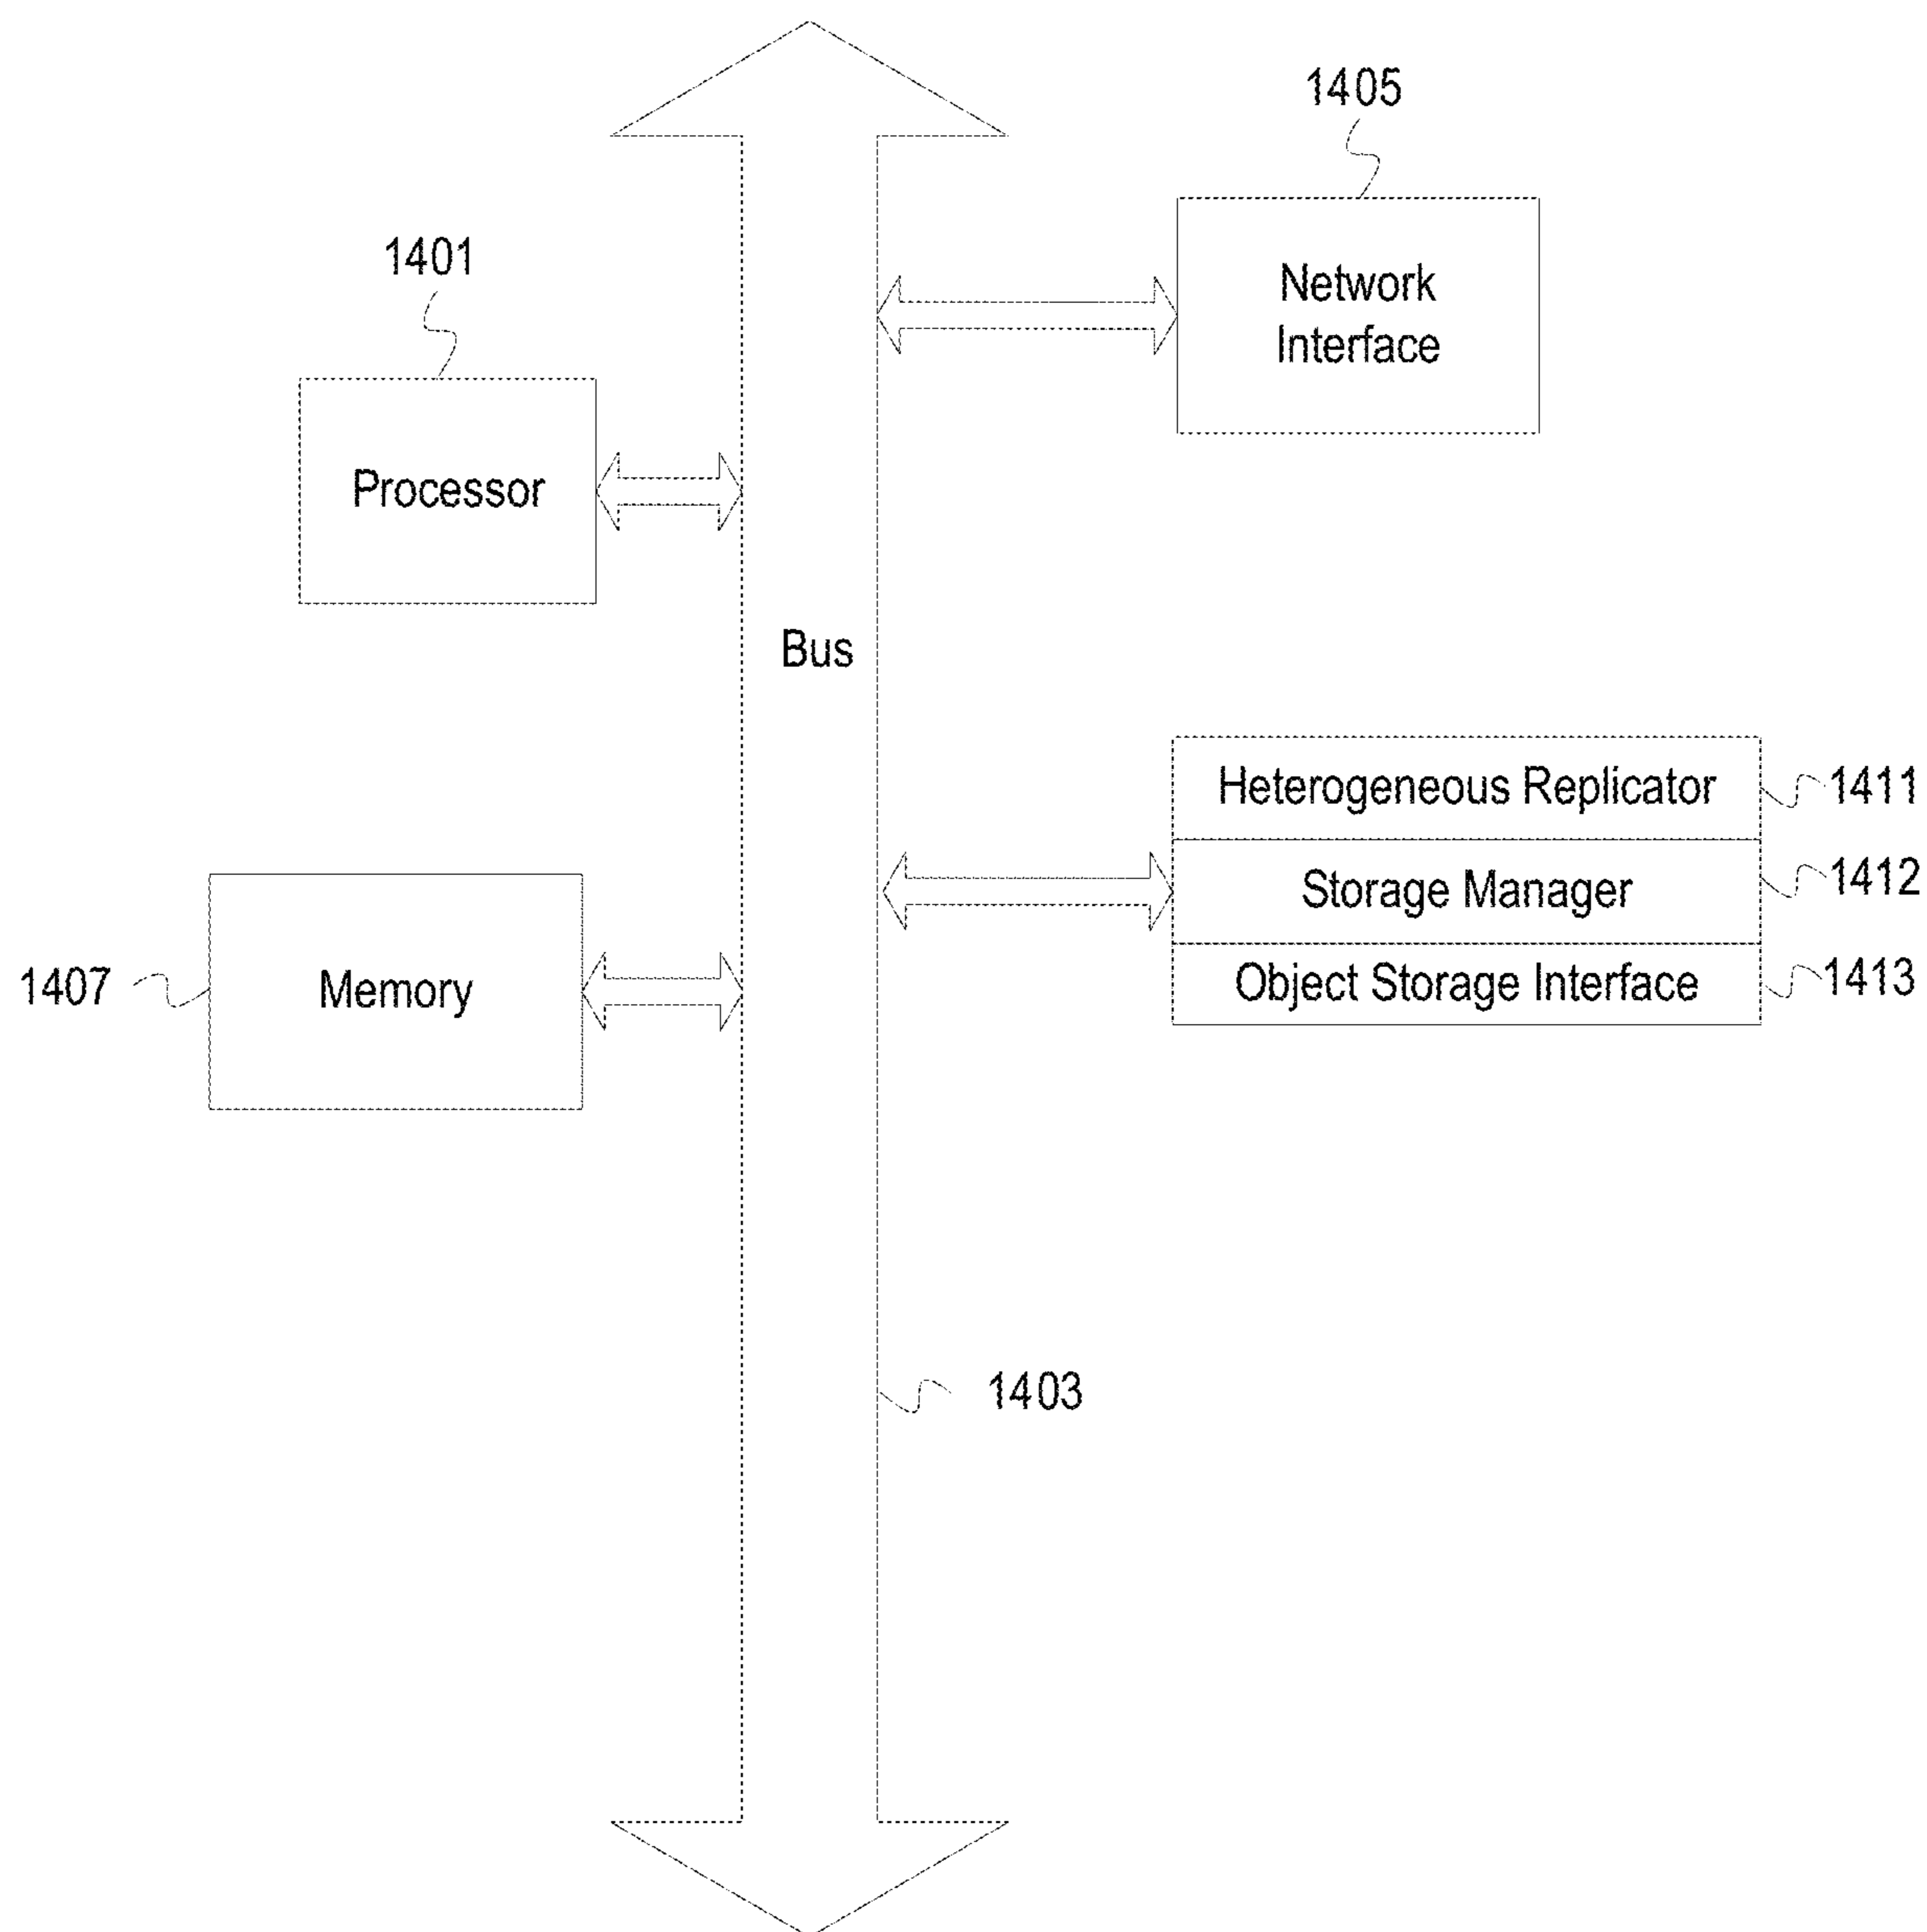 1405
1401
Network
Interface
Processor
Bus
Heterogeneous Replicator
1411
Storage Manager
1412
1407
Memory
Object Storage Interface
1413
1403